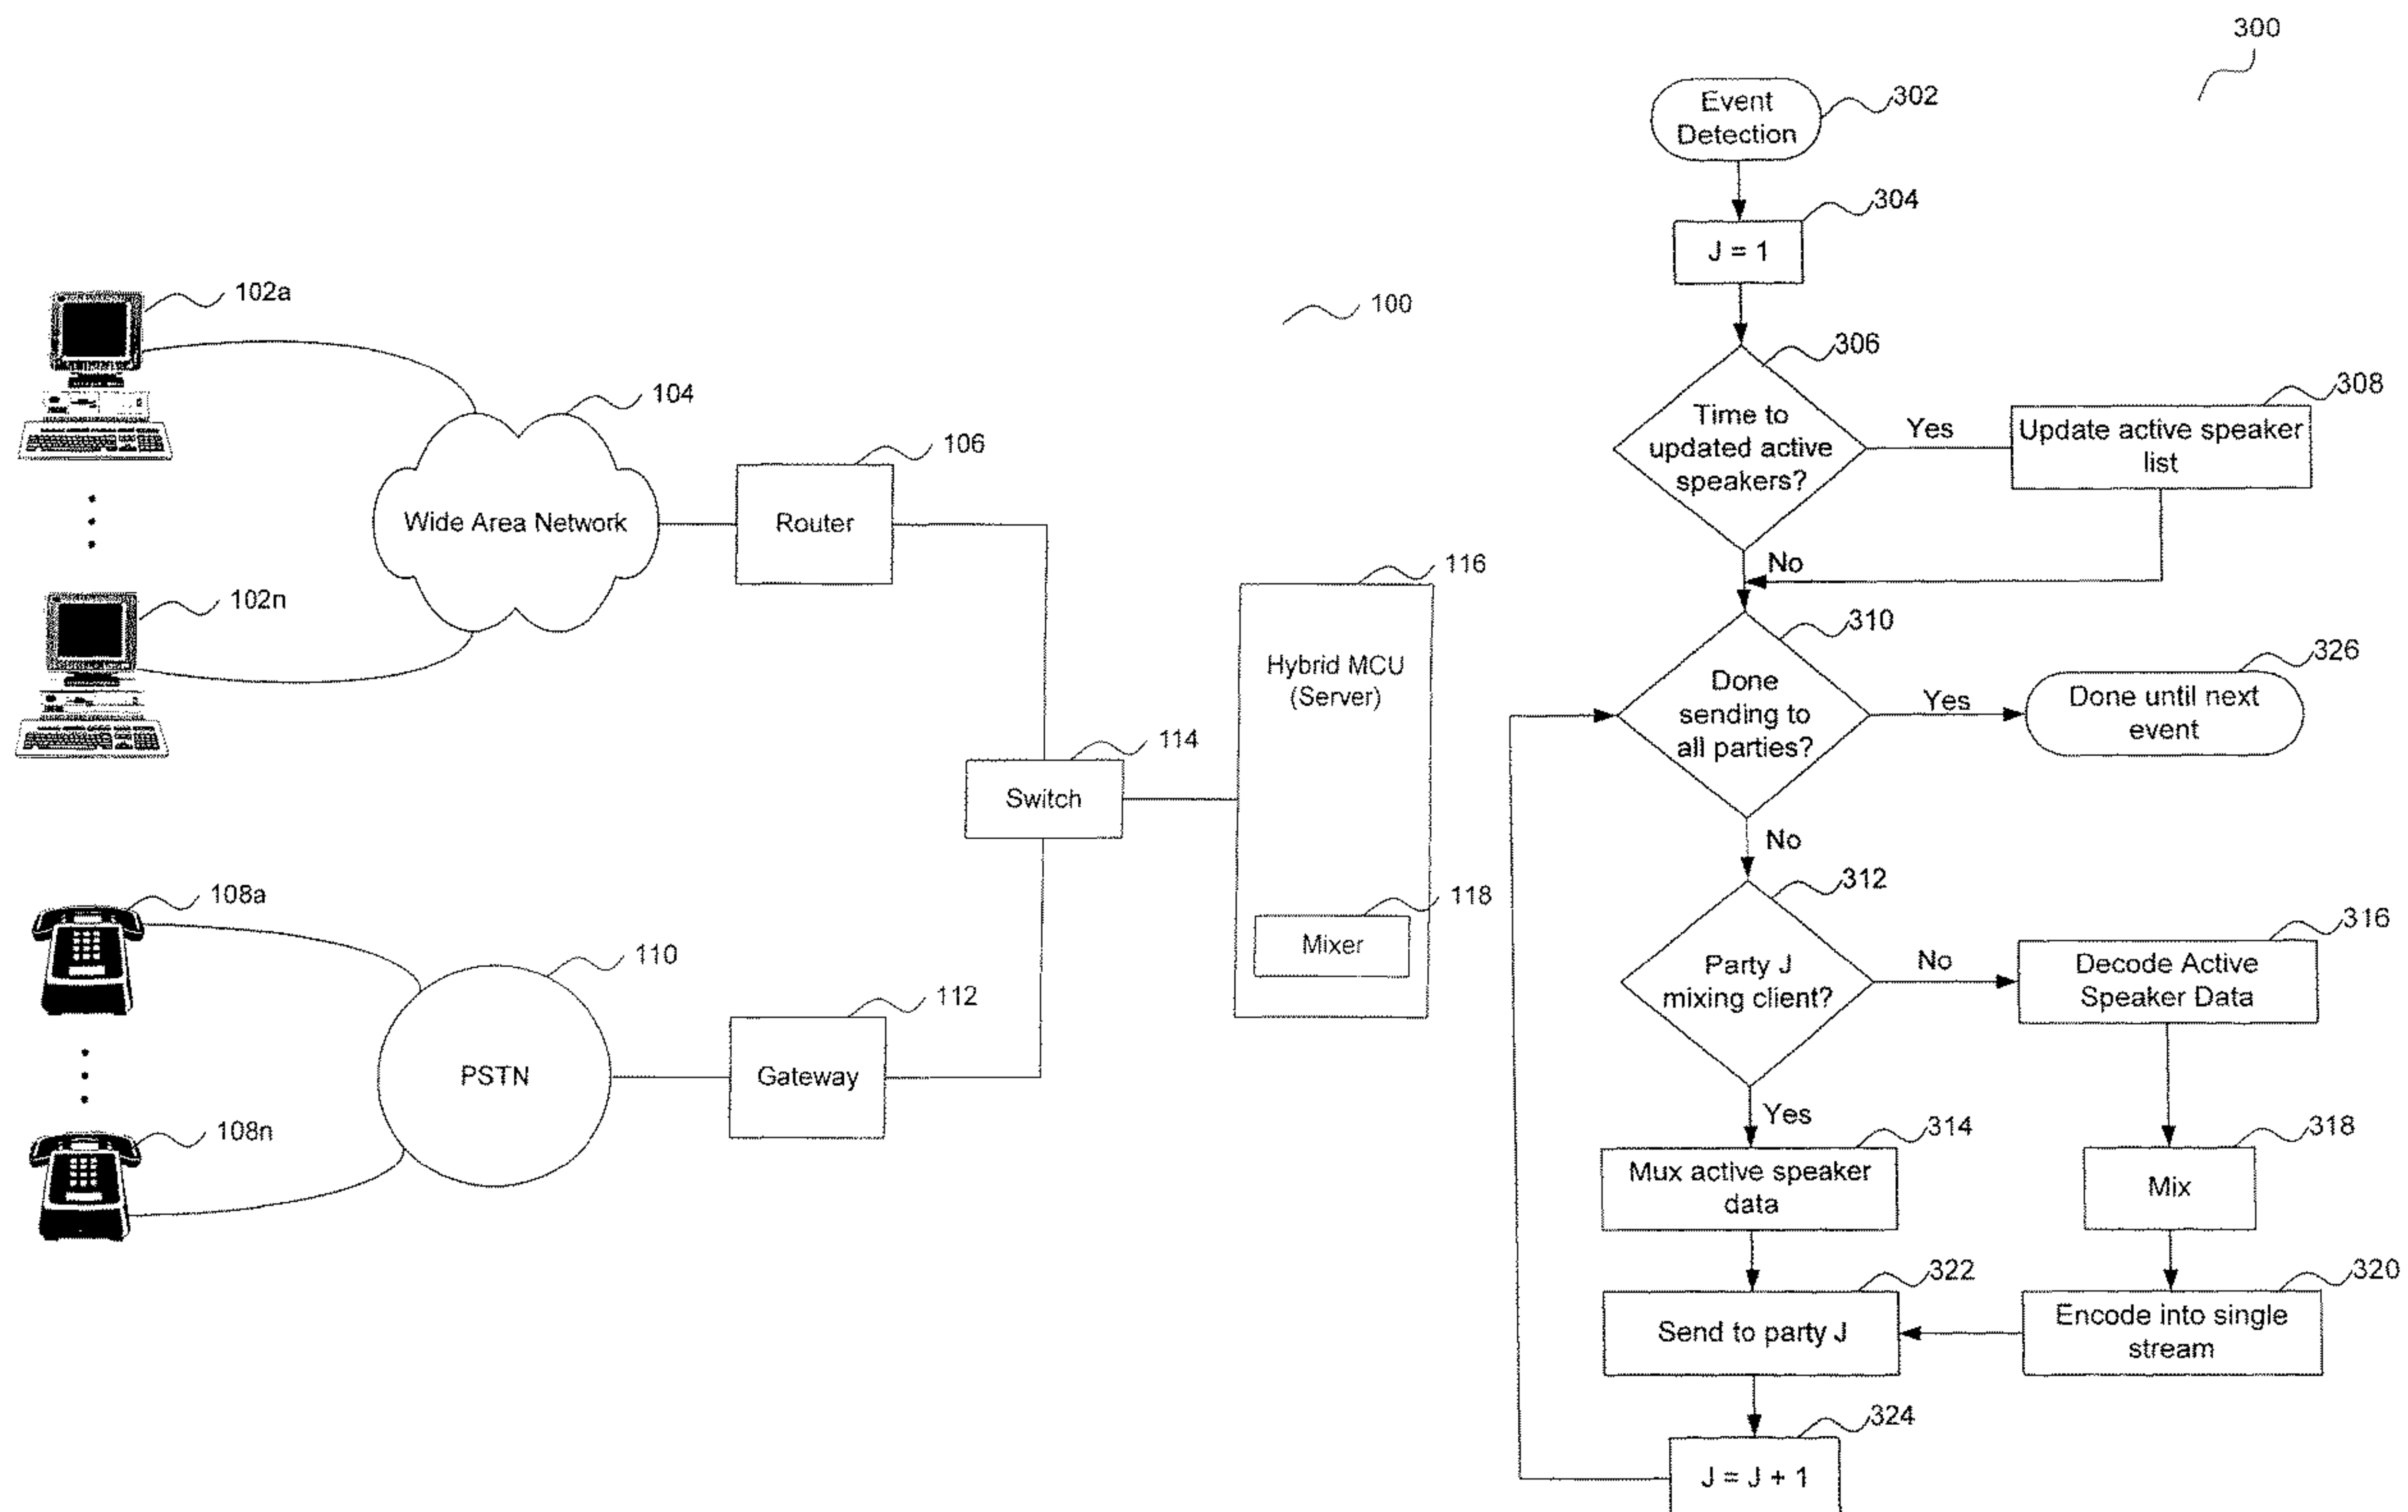 100
102a
104
Wide Area Network
106
Router
102n
116
Hybrid MCU
(Server)
114
Switch
118
Mixer
108a
110
PSTN
112
Gateway
108n
300
Event
Detection
302
304
J = 1
306
Time to
updated active
speakers?
Yes
308
Update active speaker
list
No
310
Done
sending to
all parties?
Yes
326
Done until next
event
No
312
Party J
mixing client?
No
316
Decode Active
Speaker Data
Yes
314
Mux active speaker
data
318
Mix
322
Send to party J
320
Encode into single
stream
324
J = J + 1